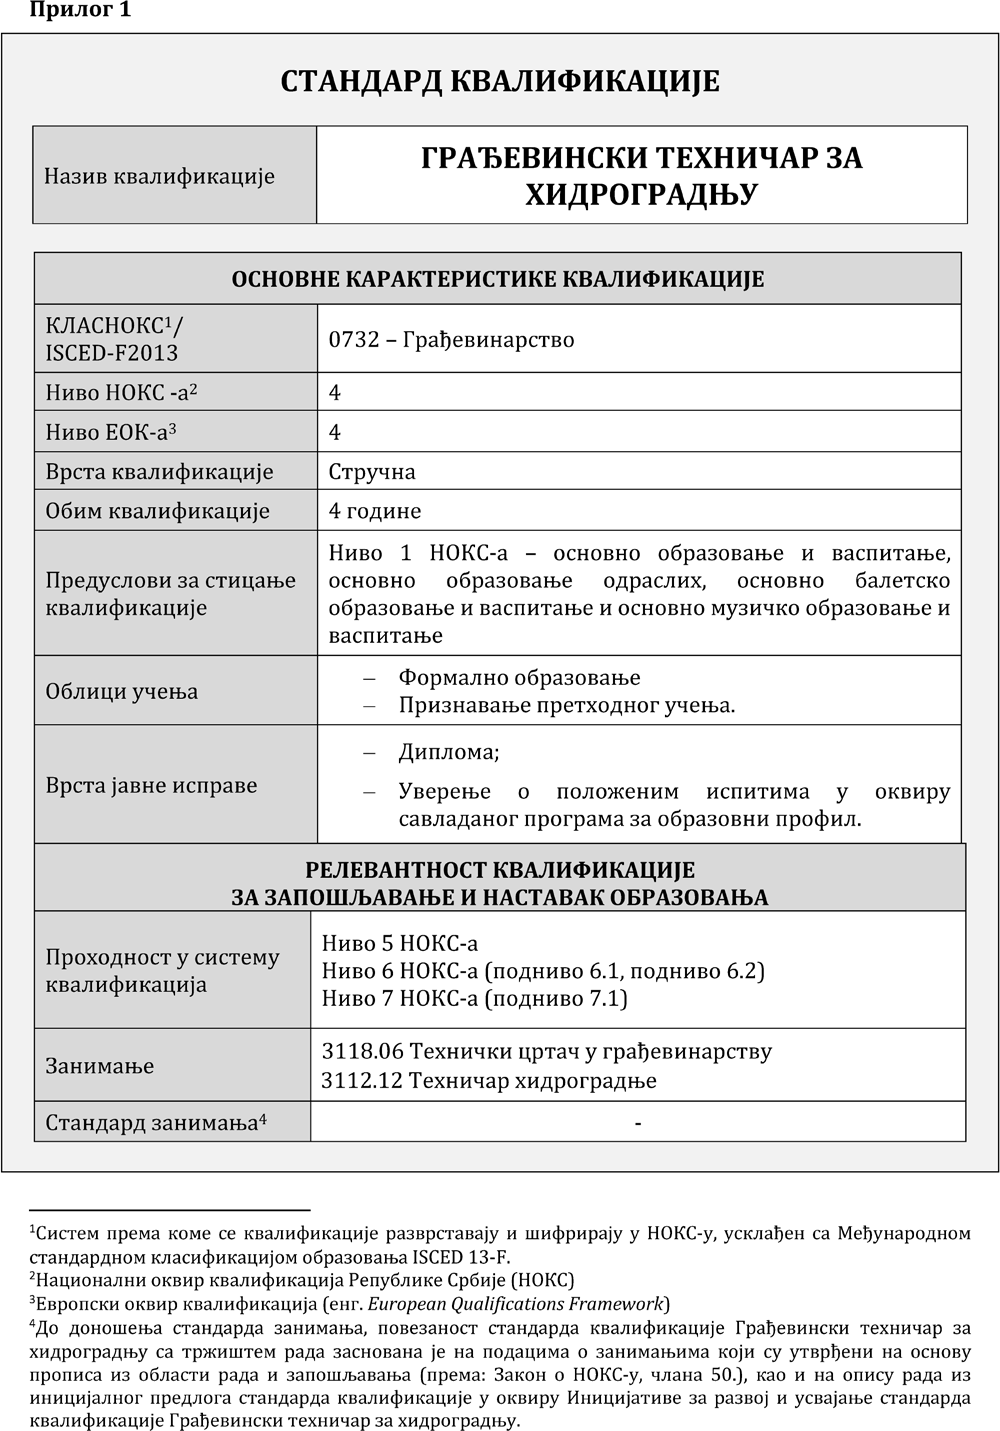 Прилог 1
СТАНДАРД КВАЛИФИКАЦИЈЕ
Назив квалификације
ГРАЂЕВИНСКИ ТЕХНИЧАР ЗА
ХИДРОГРАДЊУ
ОСНОВНЕ КАРАКТЕРИСТИКЕ КВАЛИФИКАЦИЈЕ
КЛАСНОКС¹/
ISCED-F2013
0732 – Грађевинарство
Ниво НОКС -а²
4
Ниво ЕОК-а³
4
Врста квалификације
Стручна
Обим квалификације
4 године
Предуслови за стицање
квалификације
Ниво 1 НОКС-а – основно образовање и васпитање,
основно образовање одраслих, основно балетско
образовање и васпитање и основно музичко образовање и
васпитање
Облици учења
– Формално образовање
– Признавање претходног учења.
Врста јавне исправе
– Диплома;
– Уверење о положеним испитима у оквиру
савладаног програма за образовни профил.
РЕЛЕВАНТНОСТ КВАЛИФИКАЦИЈЕ
ЗА ЗАПОШЉАВАЊЕ И НАСТАВАК ОБРАЗОВАЊА
Проходност у систему
квалификација
Ниво 5 НОКС-а
Ниво 6 НОКС-а (подниво 6.1, подниво 6.2)
Ниво 7 НОКС-а (подниво 7.1)
Занимање
3118.06 Технички цртач у грађевинарству
3112.12 Техничар хидроградње
Стандард занимања⁴
-
¹Систем према коме се квалификације разврставају и шифрирају у НОКС-у, усклађен са Међународном
стандардном класификацијом образовања ISCED 13-F.
²Национални оквир квалификација Републике Србије (НОКС)
³Европски оквир квалификација (енг. European Qualifications Framework)
⁴До доношења стандарда занимања, повезаност стандарда квалификације Грађевински техничар за
хидроградњу са тржиштем рада заснована је на подацима о занимањима који су утврђени на основу
прописа из области рада и запошљавања (према: Закон о НОКС-у, члана 50.), као и на опису рада из
иницијалног предлога стандарда квалификације у оквиру Иницијативе за развој и усвајање стандарда
квалификације Грађевински техничар за хидроградњу.